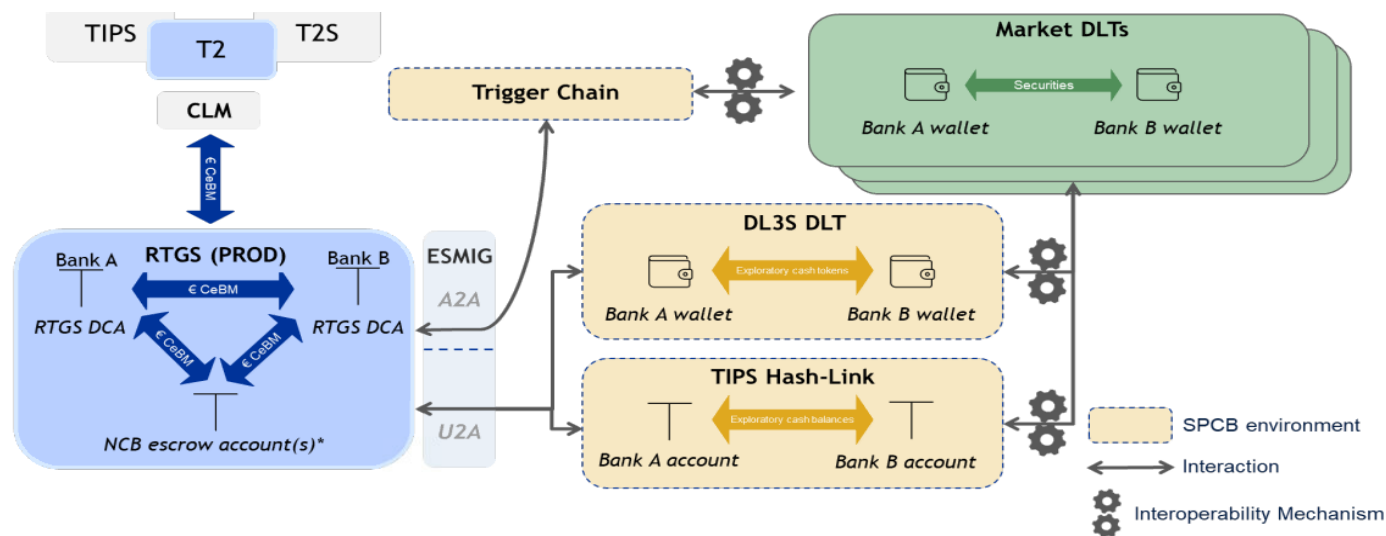 TIPS
T2
T2S
CLM
€ CeBM
RTGS (PROD)
Bank A
Bank B
€ CeBM
RTGS DCA
RTGS DCA
€ CeBM
€ CeBM
NCB escrow account(s)*
ESMIG
A2A
U2A
Trigger Chain
Market DLTs
Securities
Bank A wallet
Bank B wallet
DL3S DLT
Exploratory cash tokens
Bank A wallet
Bank B wallet
TIPS Hash-Link
Exploratory cash balances
Bank A account
Bank B account
SPCB environment
Interaction
Interoperability Mechanism